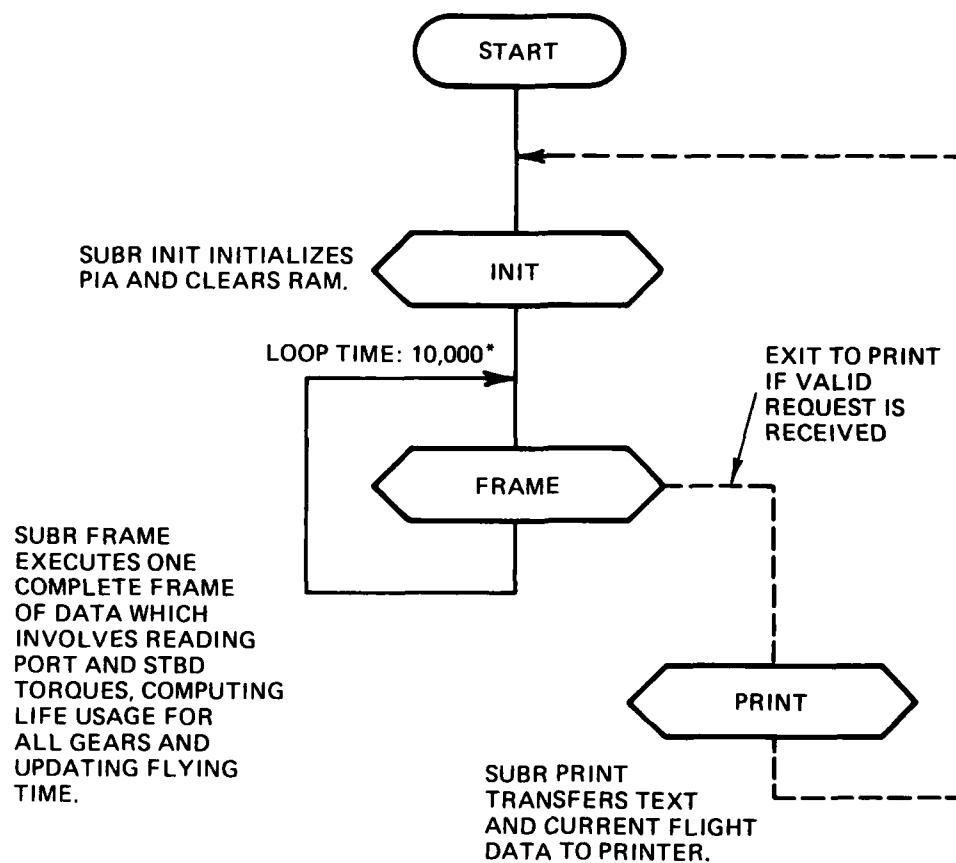 START
SUBR INIT INITIALIZES
PIA AND CLEARS RAM.
INIT
LOOP TIME: 10,000*
EXIT TO PRINT
IF VALID
REQUEST IS
RECEIVED
FRAME
SUBR FRAME
EXECUTES ONE
COMPLETE FRAME
OF DATA WHICH
INVOLVES READING
PORT AND STBD
TORQUES, COMPUTING
LIFE USAGE FOR
ALL GEARS AND
UPDATING FLYING
TIME.
PRINT
SUBR PRINT
TRANSFERS TEXT
AND CURRENT FLIGHT
DATA TO PRINTER.